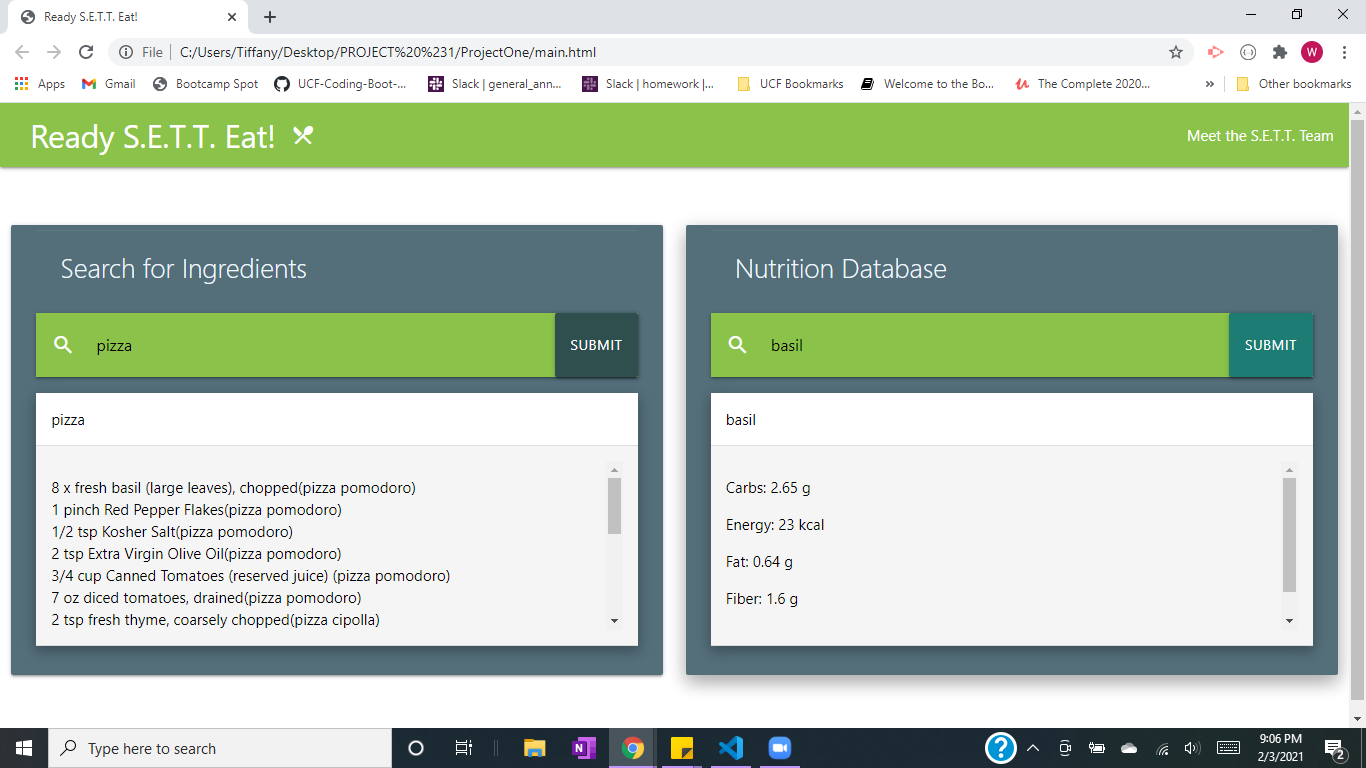 Ready S.E.T.T. Eat!
File
C:/Users/Tiffany/Desktop/PROJECT%20%231/ProjectOne/main.html
W
Apps
Gmail
Bootcamp Spot
UCF-Coding-Boot-...
Slack | general_ann...
Slack | homework |...
UCF Bookmarks
Welcome to the Bo...
The Complete 2020...
»
Other bookmarks
Ready S.E.T.T. Eat!
Meet the S.E.T.T. Team
Search for Ingredients
pizza
SUBMIT
pizza
8 x fresh basil (large leaves), chopped(pizza pomodoro)
1 pinch Red Pepper Flakes(pizza pomodoro)
1/2 tsp Kosher Salt(pizza pomodoro)
2 tsp Extra Virgin Olive Oil(pizza pomodoro)
3/4 cup Canned Tomatoes (reserved juice) (pizza pomodoro)
7 oz diced tomatoes, drained(pizza pomodoro)
2 tsp fresh thyme, coarsely chopped(pizza cipolla)
Nutrition Database
basil
SUBMIT
basil
Carbs: 2.65 g
Energy: 23 kcal
Fat: 0.64 g
Fiber: 1.6 g
Type here to search
N
?
9:06 PM
2/3/2021
2